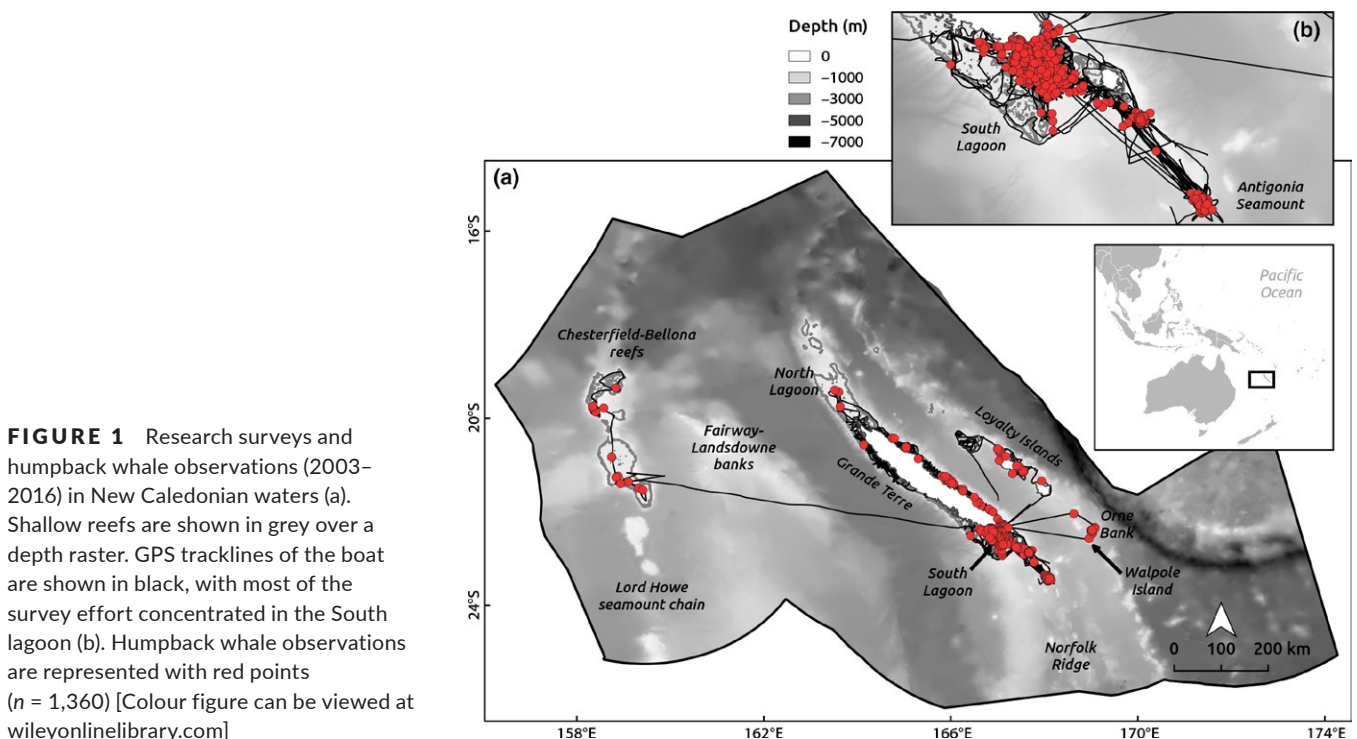 FIGURE 1 Research surveys and
humpback whale observations (2003–
2016) in New Caledonian waters (a).
Shallow reefs are shown in grey over a
depth raster. GPS tracklines of the boat
are shown in black, with most of the
survey effort concentrated in the South
lagoon (b). Humpback whale observations
are represented with red points
(n = 1,360) [Colour figure can be viewed at
wileyonlinelibrary.com]
Depth (m)
0
–1000
–3000
–5000
–7000
(b)
South
Lagoon
Antigonia
Seamount
(a)
Pacific
Ocean
16°S
20°S
24°S
Chesterfield-Bellona
reefs
North
Lagoon
Fairway-
Landsdowne
banks
Loyalty Islands
Grande Terre
Orne
Bank
Walpole
Island
South
Lagoon
Lord Howe
seamount chain
Norfolk
Ridge
0 100 200 km
158°E 162°E 166°E 170°E 174°E